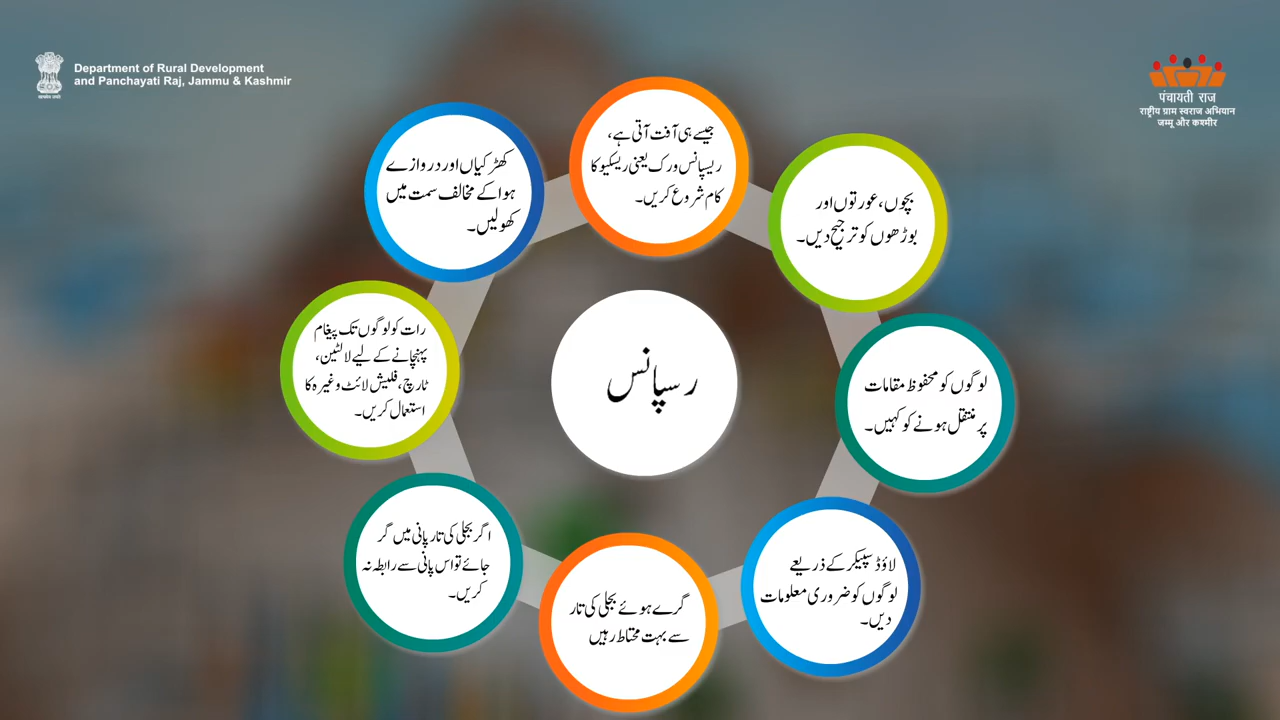 Department of Rural Development
and Panchayati Raj, Jammu & Kashmir
पंचायती राज
राष्ट्रीय ग्राम स्वराज अभियान
जम्मू और कश्मीर
جیسے ہی آفت آتی ہے،
ریسپانس ورک یعنی ریسکیو کا
کام شروع کریں۔
بچوں، عورتوں اور
بوڑھوں کو ترجیح دیں۔
لوگوں کو محفوظ مقامات
پر منتقل ہونے کو کہیں۔
لاؤڈ سپیکر کے ذریعے
لوگوں کو ضروری معلومات
دیں۔
گرے ہوئے بجلی کی تار
سے بہت محتاط رہیں
اگر بجلی کی تار پانی میں گر
جائے تو اس پانی سے رابطہ نہ
کریں۔
رات کو لوگوں تک پیغام
پہنچانے کے لیے لالٹین،
ٹارچ، فلیش لائٹ وغیرہ کا
استعمال کریں۔
کھڑکیاں اور دروازے
ہوا کے مخالف سمت میں
کھولیں۔
رسپانس